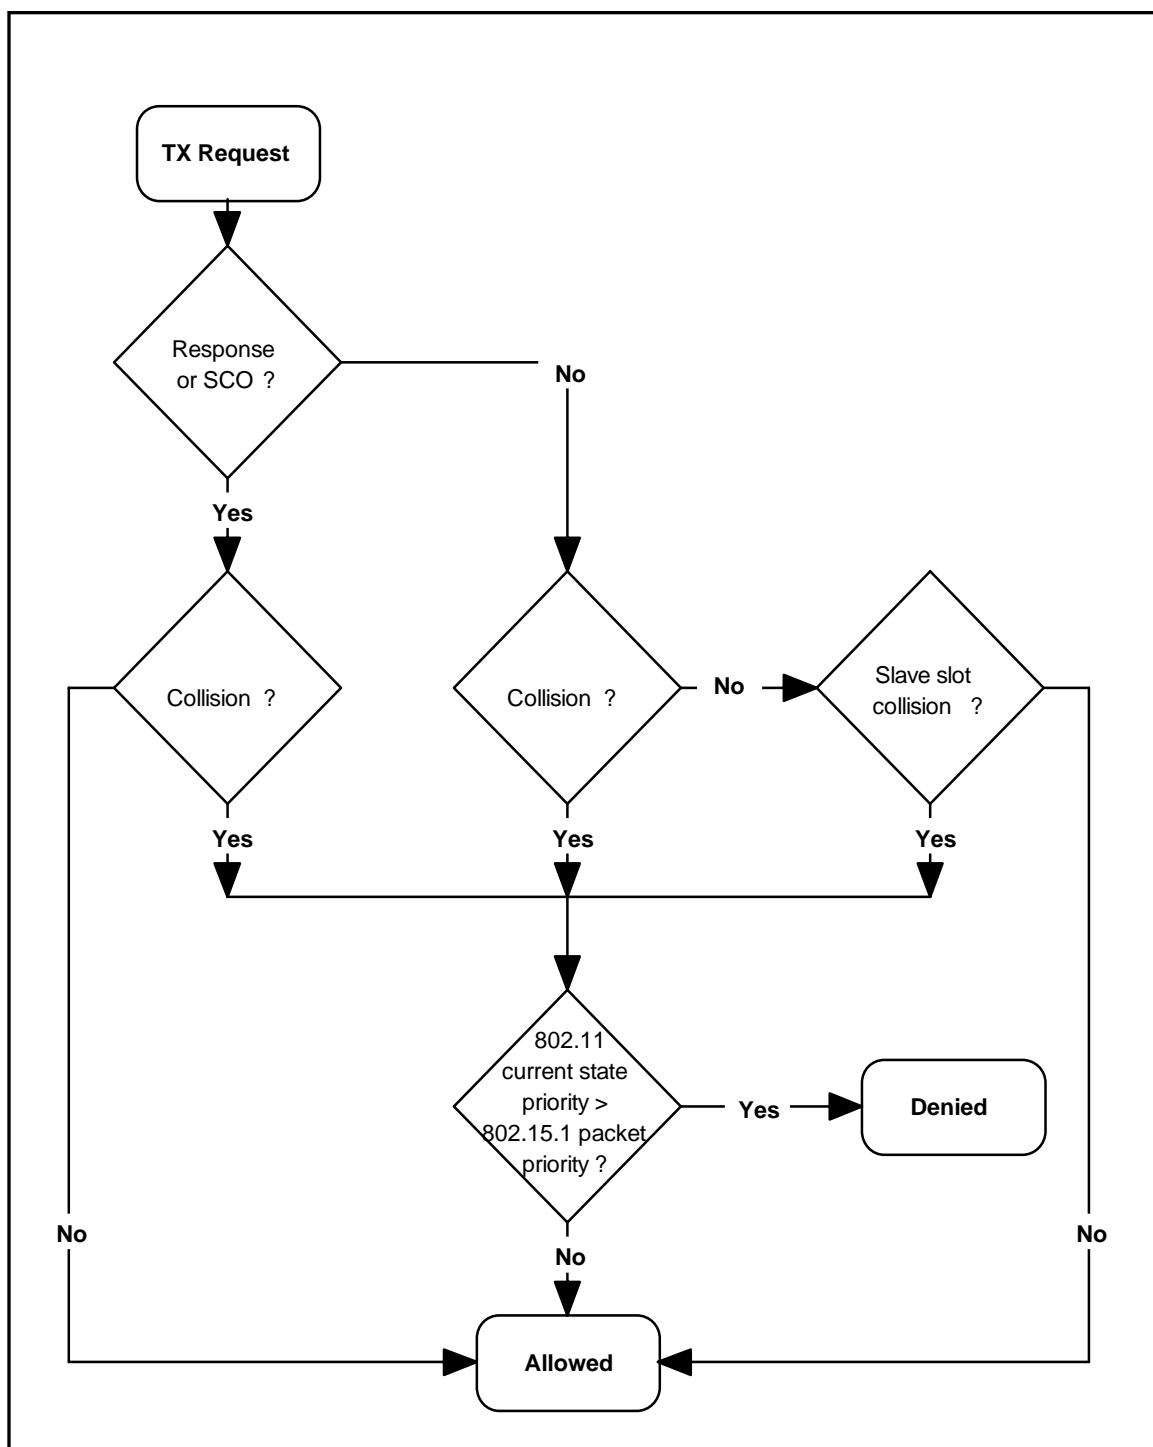 TX Request
Response
or SCO ?
No
Yes
Collision ?
Collision ?
No
Slave slot
collision ?
Yes
Yes
Yes
802.11
current state
priority >
802.15.1 packet
priority ?
Yes
Denied
No
No
No
Allowed